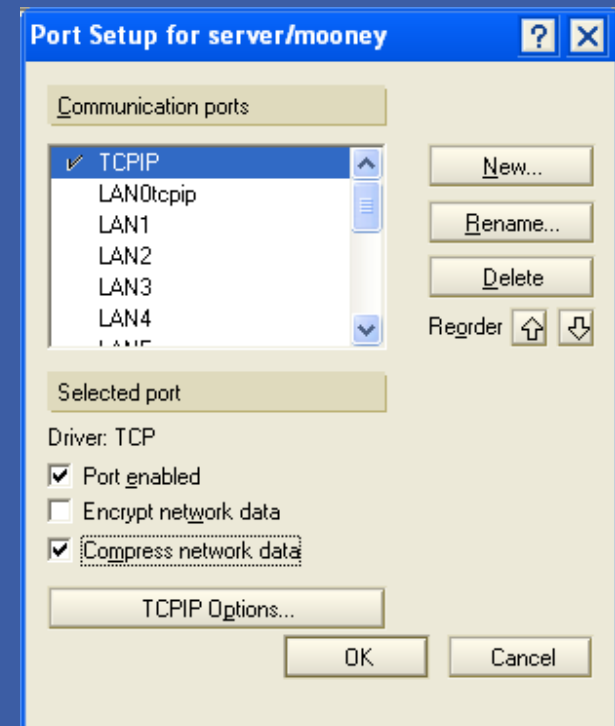 Port Setup for server/mooney
Communication ports
TCPIP
LAN0tcpip
LAN1
LAN2
LAN3
LAN4
New...
Rename...
Delete
Reorder
Selected port
Driver: TCP
Port enabled
Encrypt network data
Compress network data
TCPIP Options...
OK
Cancel